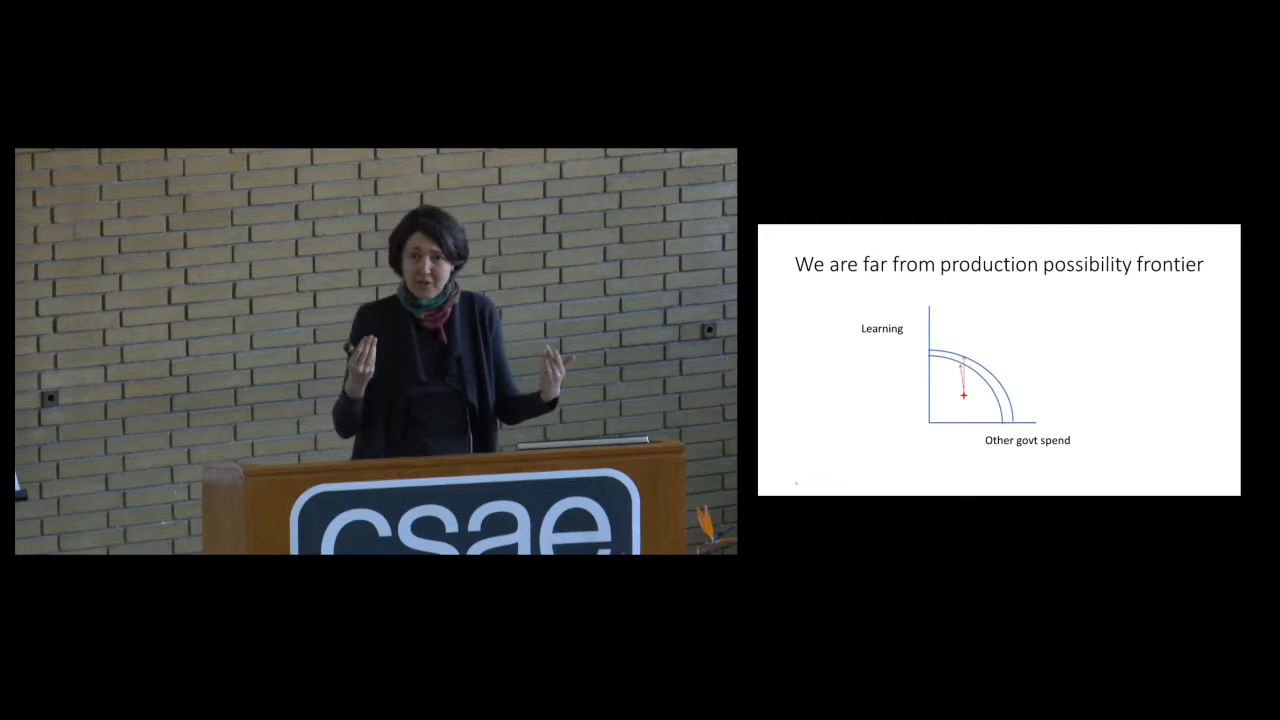 csae
We are far from production possibility frontier
Learning
Other govt spend